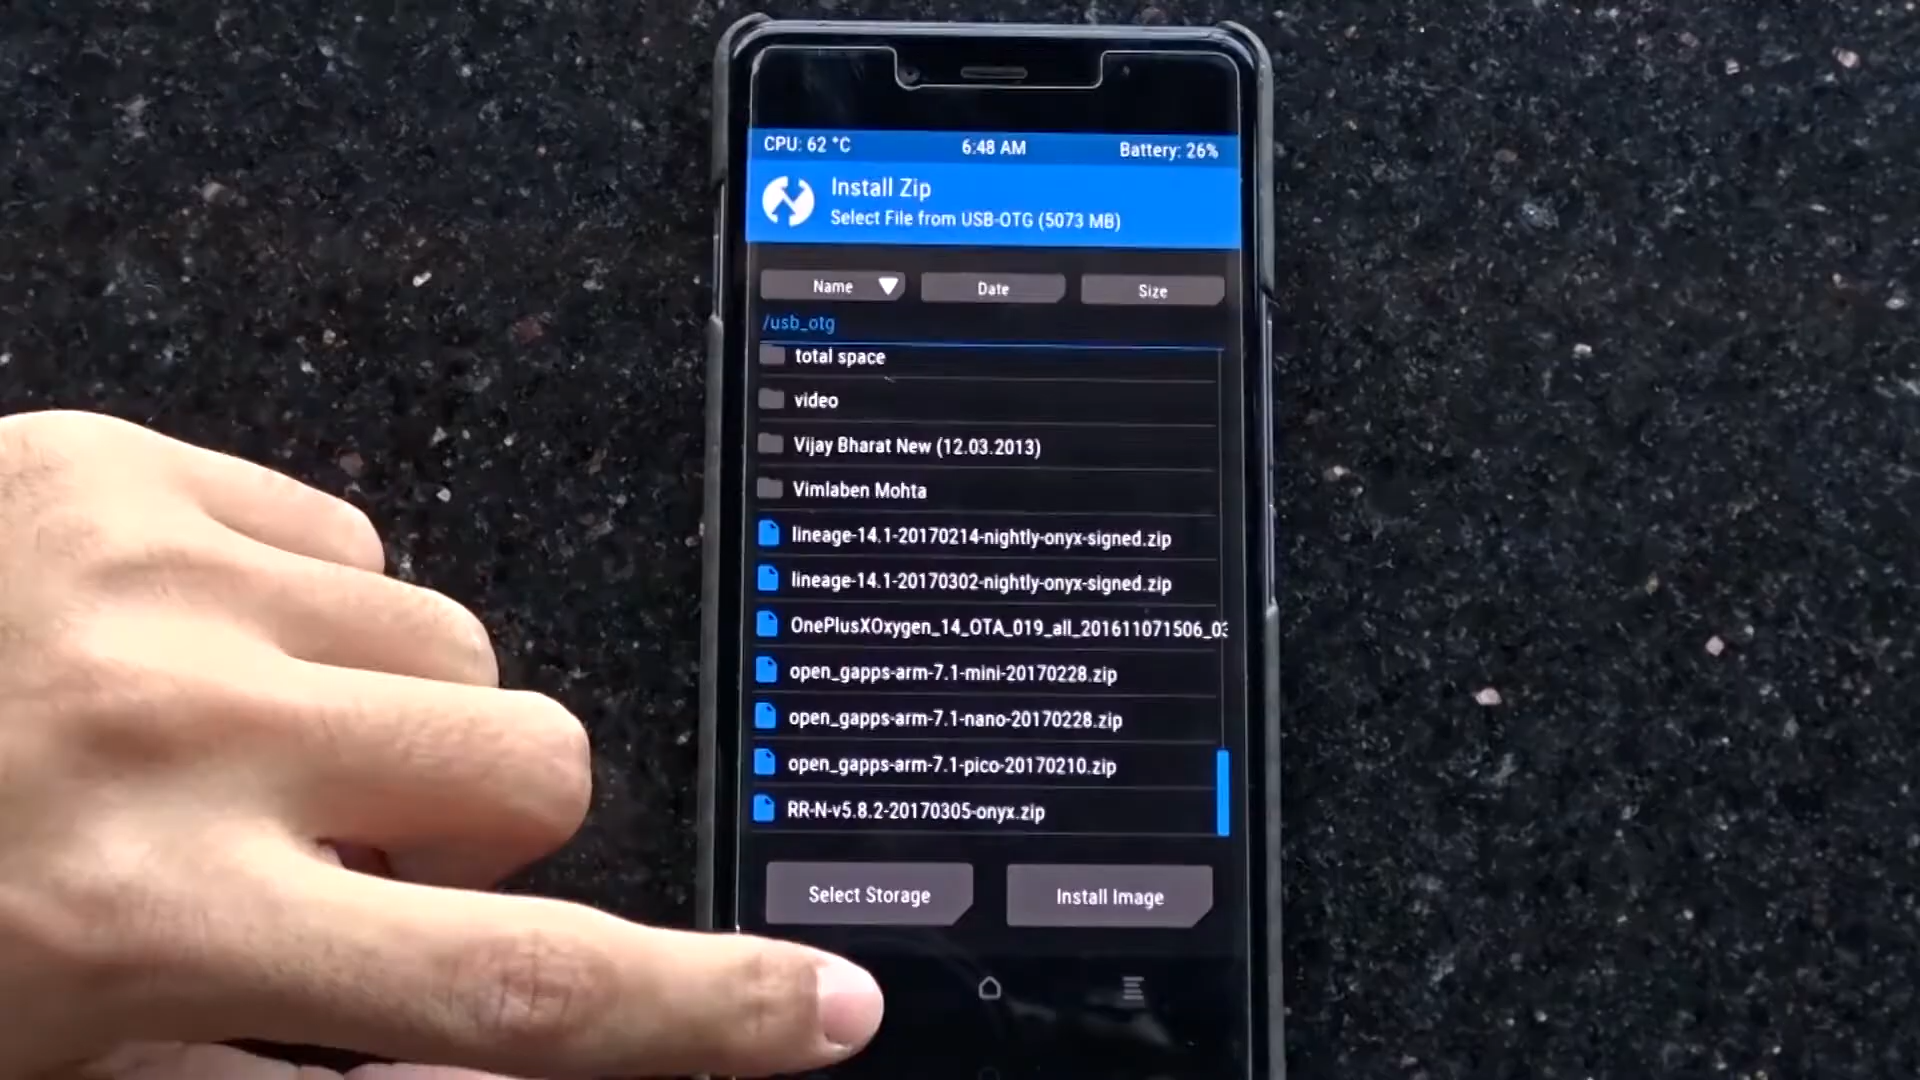 CPU: 62 °C 6:48 AM Battery: 26%
Install Zip
Select File from USB-OTG (5073 MB)
Name Date Size
/usb_otg
total space
video
Vijay Bharat New (12.03.2013)
Vimlaben Mohta
lineage-14.1-20170214-nightly-onyx-signed.zip
lineage-14.1-20170302-nightly-onyx-signed.zip
OnePlusXOxygen_14_OTA_019_all_201611071506_03
open_gapps-arm-7.1-mini-20170228.zip
open_gapps-arm-7.1-nano-20170228.zip
open_gapps-arm-7.1-pico-20170210.zip
RR-N-v5.8.2-20170305-onyx.zip
Select Storage Install Image